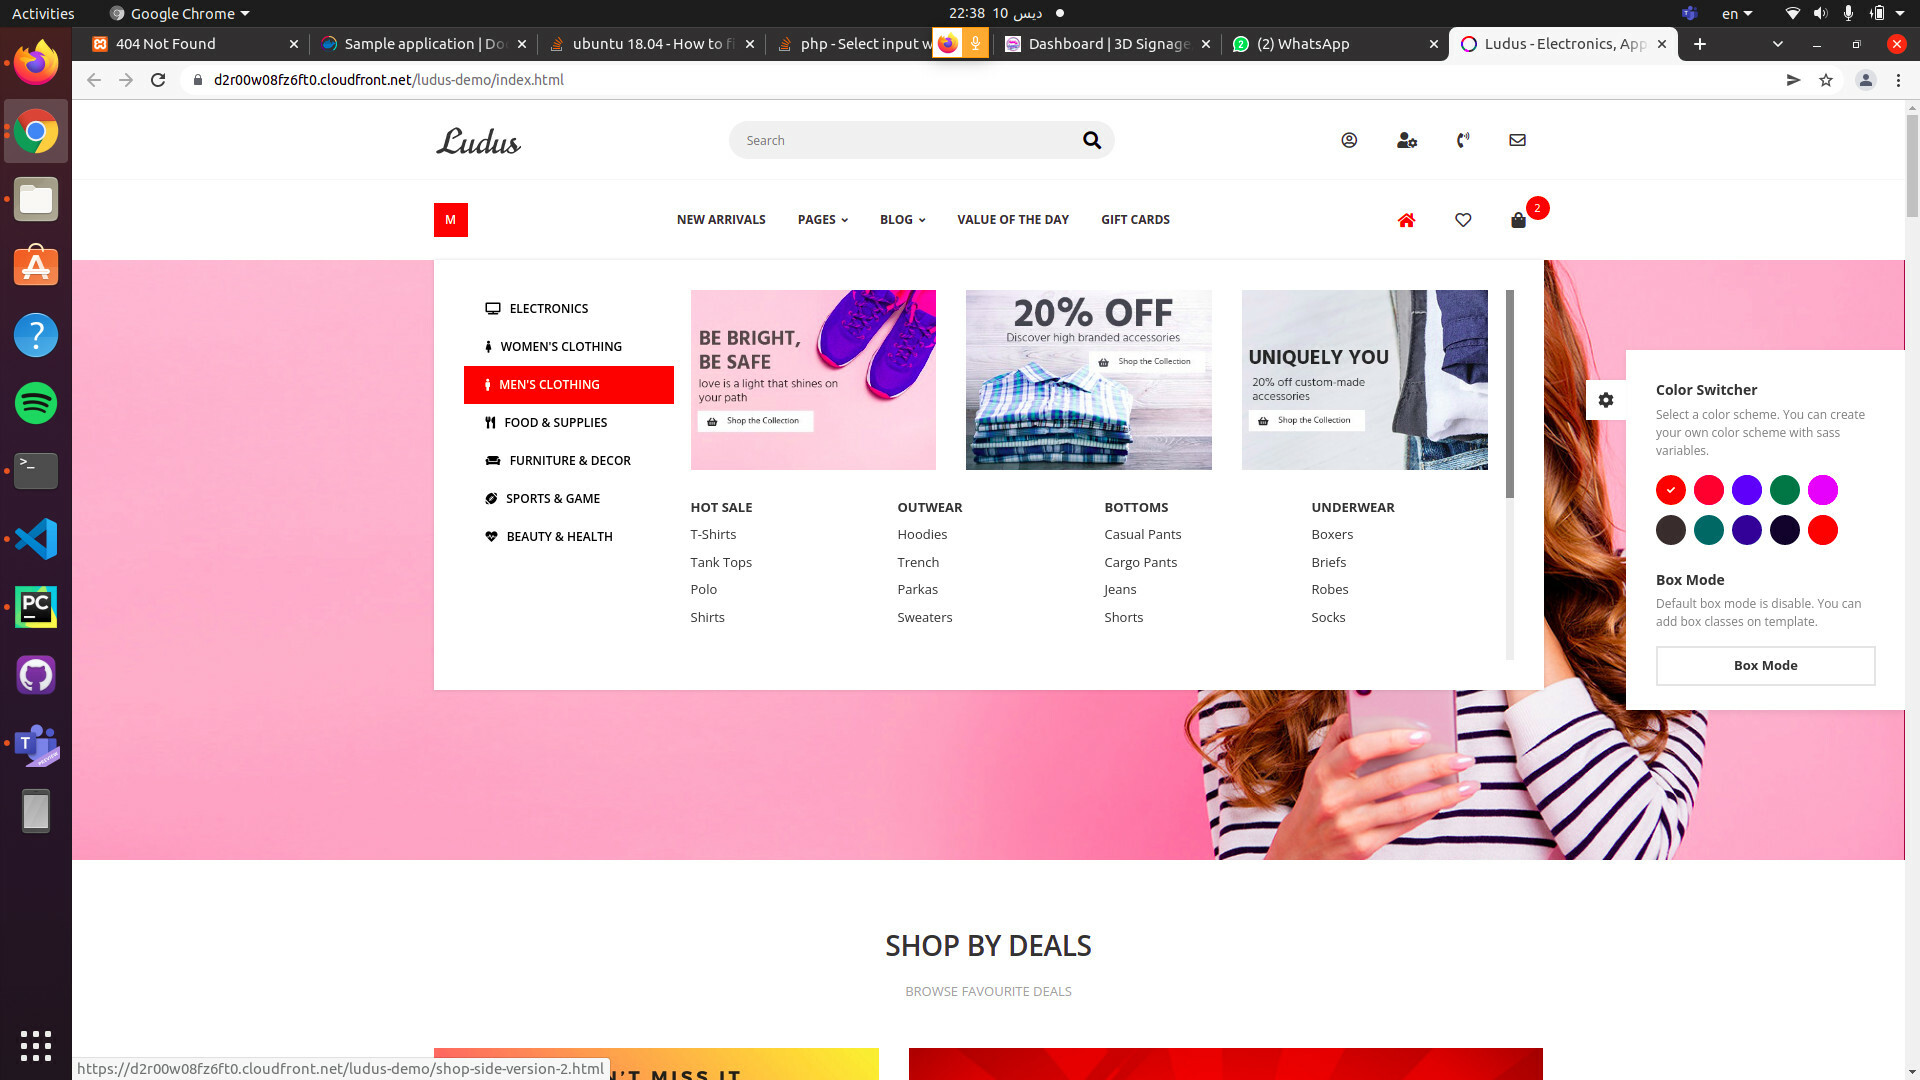 Activities
Google Chrome
22:38 10 ديس
en
404 Not Found
Sample application | Do
ubuntu 18.04 - How to fi
php - Select input w
Dashboard | 3D Signage
(2) WhatsApp
Ludus - Electronics, App
d2r00w08fz6ft0.cloudfront.net/ludus-demo/index.html
Ludus
Search
M
NEW ARRIVALS
PAGES
BLOG
VALUE OF THE DAY
GIFT CARDS
2
ELECTRONICS
WOMEN'S CLOTHING
MEN'S CLOTHING
FOOD & SUPPLIES
FURNITURE & DECOR
SPORTS & GAME
BEAUTY & HEALTH
BE BRIGHT,
BE SAFE
love is a light that shines on
your path
Shop the Collection
20% OFF
Discover high branded accessories
Shop the Collection
UNIQUELY YOU
20% off custom-made
accessories
Shop the Collection
HOT SALE
T-Shirts
Tank Tops
Polo
Shirts
OUTWEAR
Hoodies
Trench
Parkas
Sweaters
BOTTOMS
Casual Pants
Cargo Pants
Jeans
Shorts
UNDERWEAR
Boxers
Briefs
Robes
Socks
Color Switcher
Select a color scheme. You can create
your own color scheme with sass
variables.
Box Mode
Default box mode is disable. You can
add box classes on template.
Box Mode
SHOP BY DEALS
BROWSE FAVOURITE DEALS
N'T MISS IT
https://d2r00w08fz6ft0.cloudfront.net/ludus-demo/shop-side-version-2.html